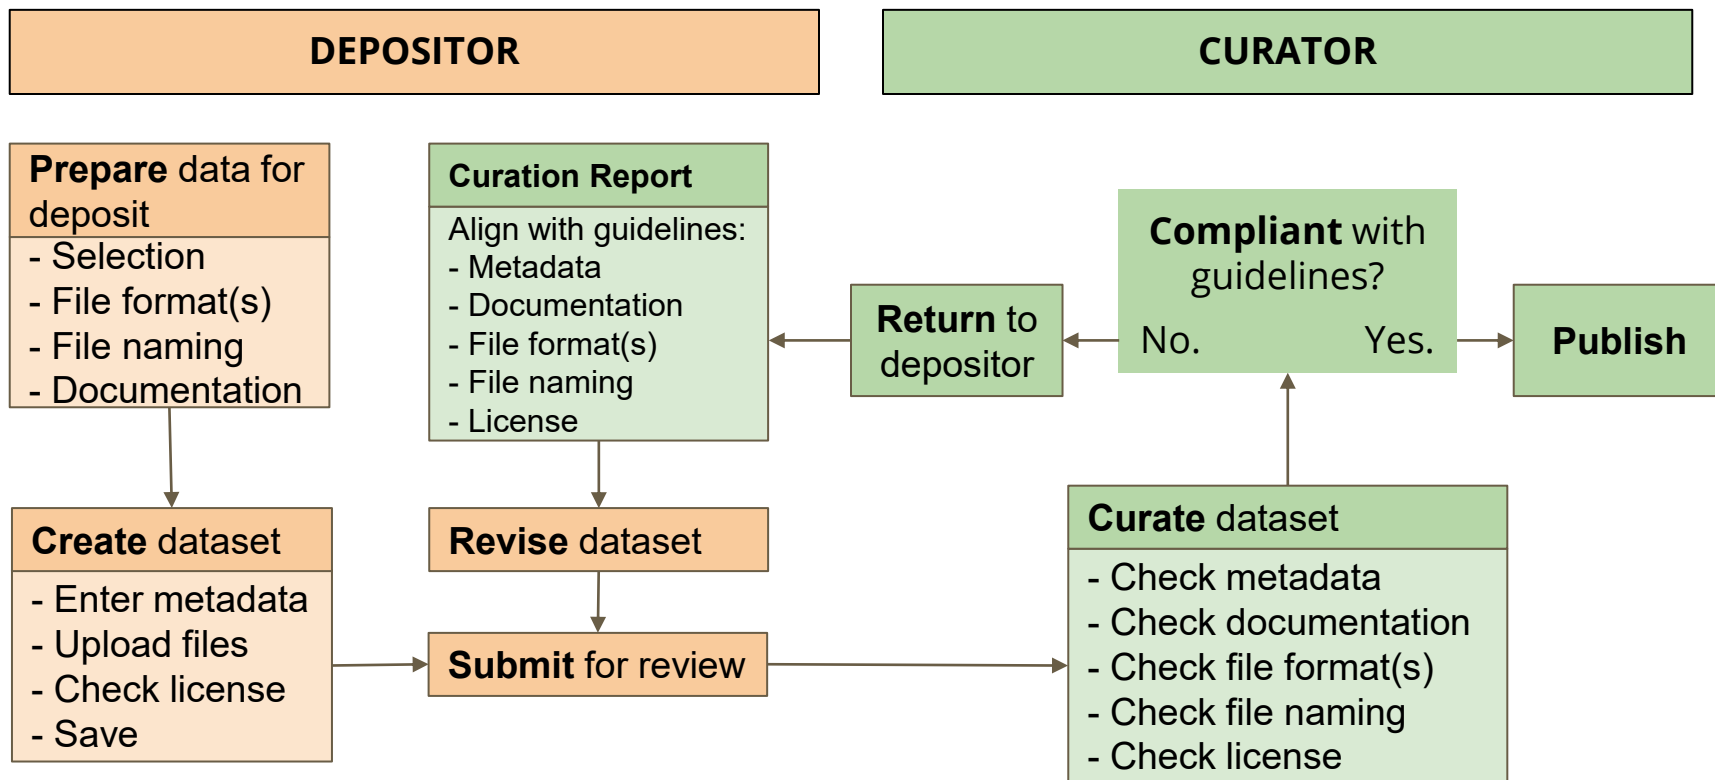 DEPOSITOR
CURATOR
Prepare data for
deposit
- Selection
- File format(s)
- File naming
- Documentation
Create dataset
- Enter metadata
- Upload files
- Check license
- Save
Curation Report
Align with guidelines:
- Metadata
- Documentation
- File format(s)
- File naming
- License
Revise dataset
Submit for review
Return to
depositor
Compliant with
guidelines?
No. Yes.
Publish
Curate dataset
- Check metadata
- Check documentation
- Check file format(s)
- Check file naming
- Check license